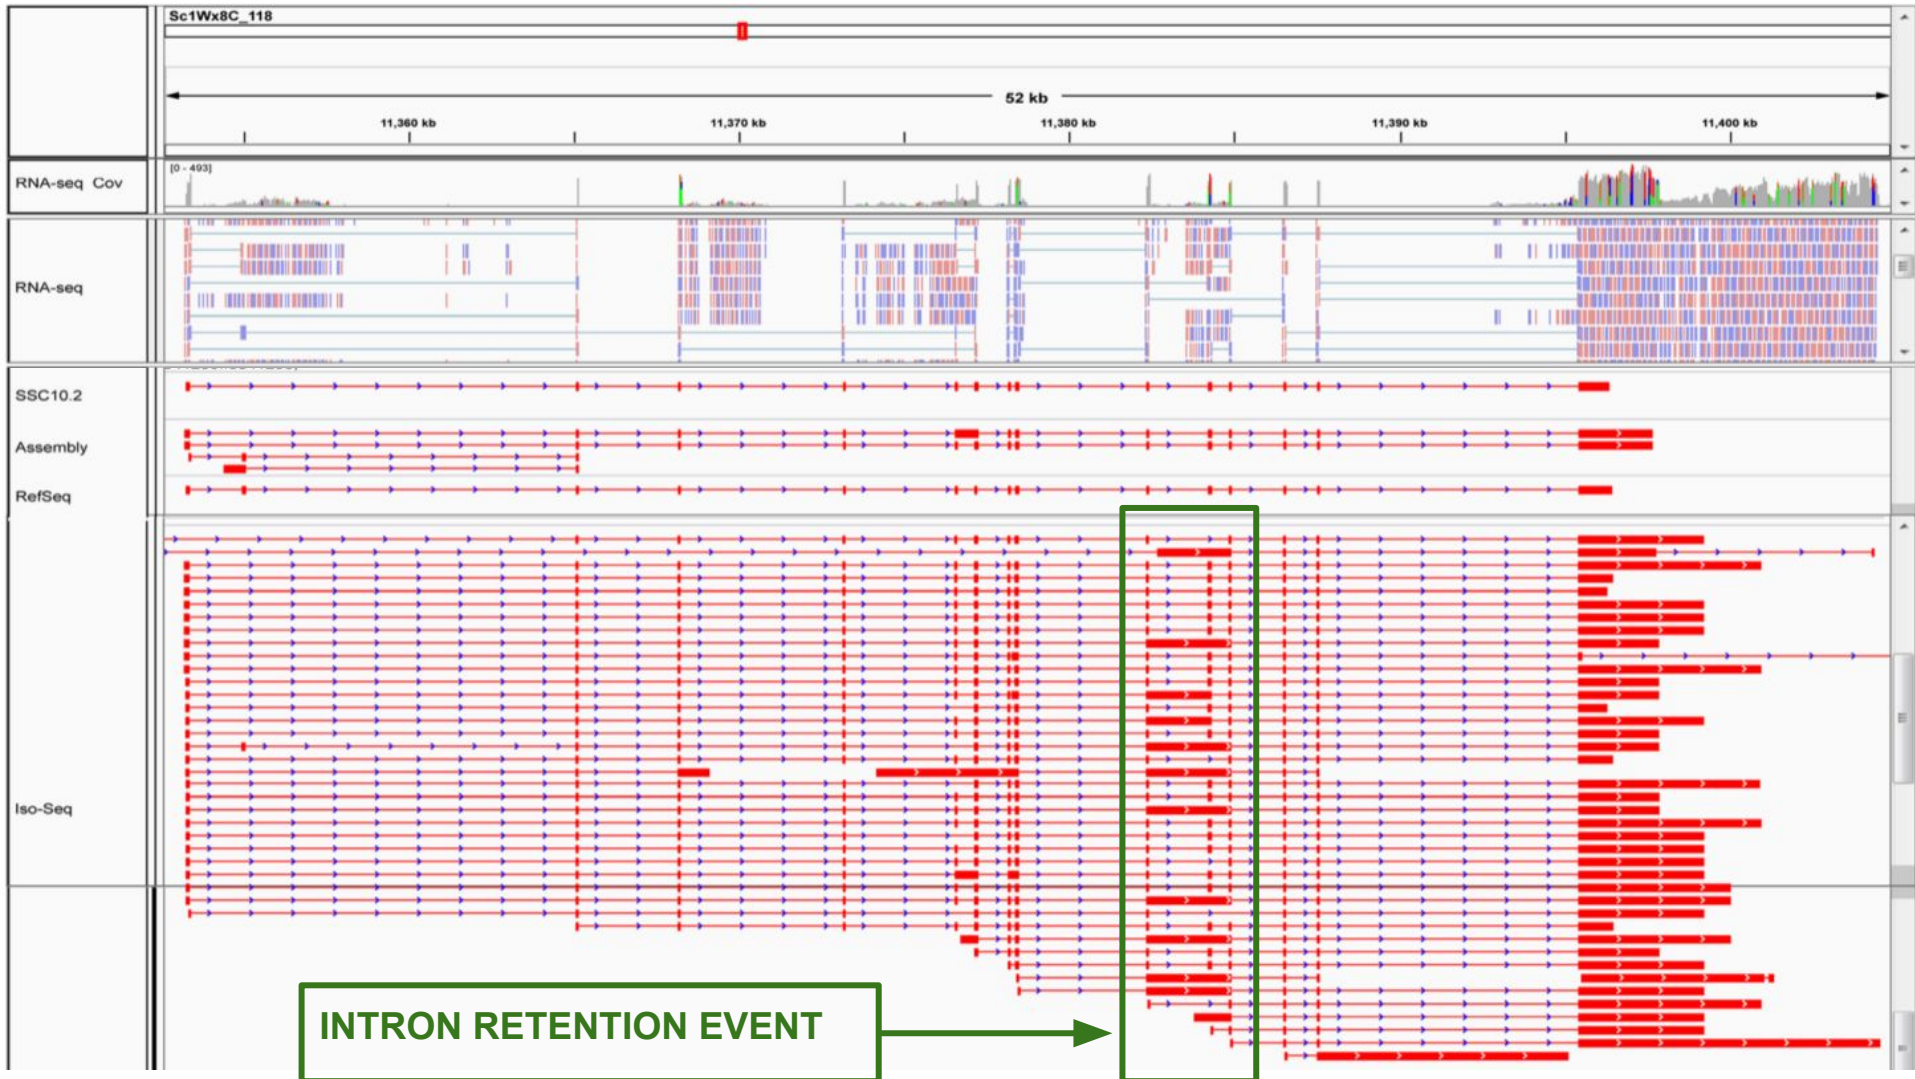 Sc1Wx8C_118
52 kb
11,360 kb
11,370 kb
11,380 kb
11,390 kb
11,400 kb
[0 - 493]
RNA-seq Cov
RNA-seq
SSC10.2
Assembly
RefSeq
Iso-Seq
INTRON RETENTION EVENT